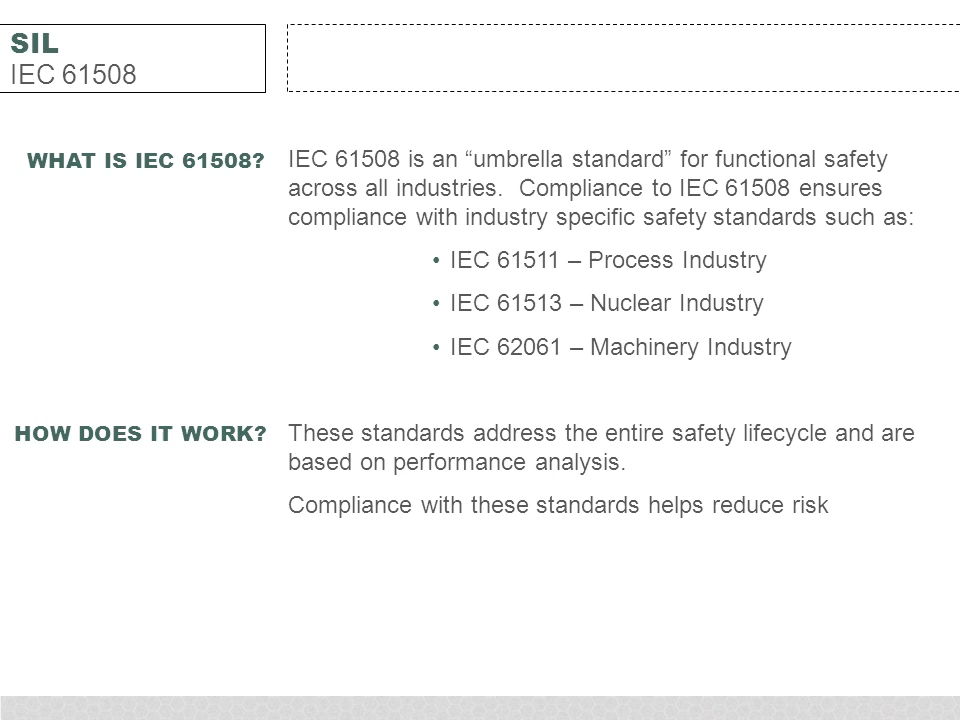 SIL
IEC 61508
WHAT IS IEC 61508?
IEC 61508 is an “umbrella standard” for functional safety
across all industries.  Compliance to IEC 61508 ensures
compliance with industry specific safety standards such as:
• IEC 61511 – Process Industry
• IEC 61513 – Nuclear Industry
• IEC 62061 – Machinery Industry
HOW DOES IT WORK?
These standards address the entire safety lifecycle and are
based on performance analysis.
Compliance with these standards helps reduce risk